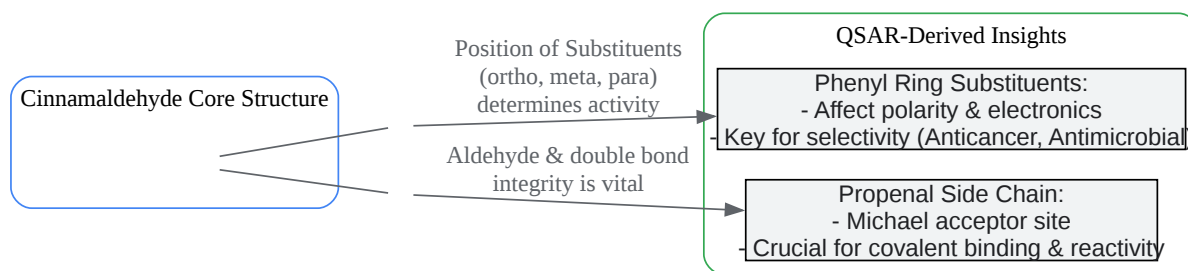 Cinnamaldehyde Core Structure
Position of Substituents
(ortho, meta, para)
determines activity
Aldehyde & double bond
integrity is vital
QSAR-Derived Insights
Phenyl Ring Substituents:
- Affect polarity & electronics
- Key for selectivity (Anticancer, Antimicrobial)
Propenal Side Chain:
- Michael acceptor site
- Crucial for covalent binding & reactivity